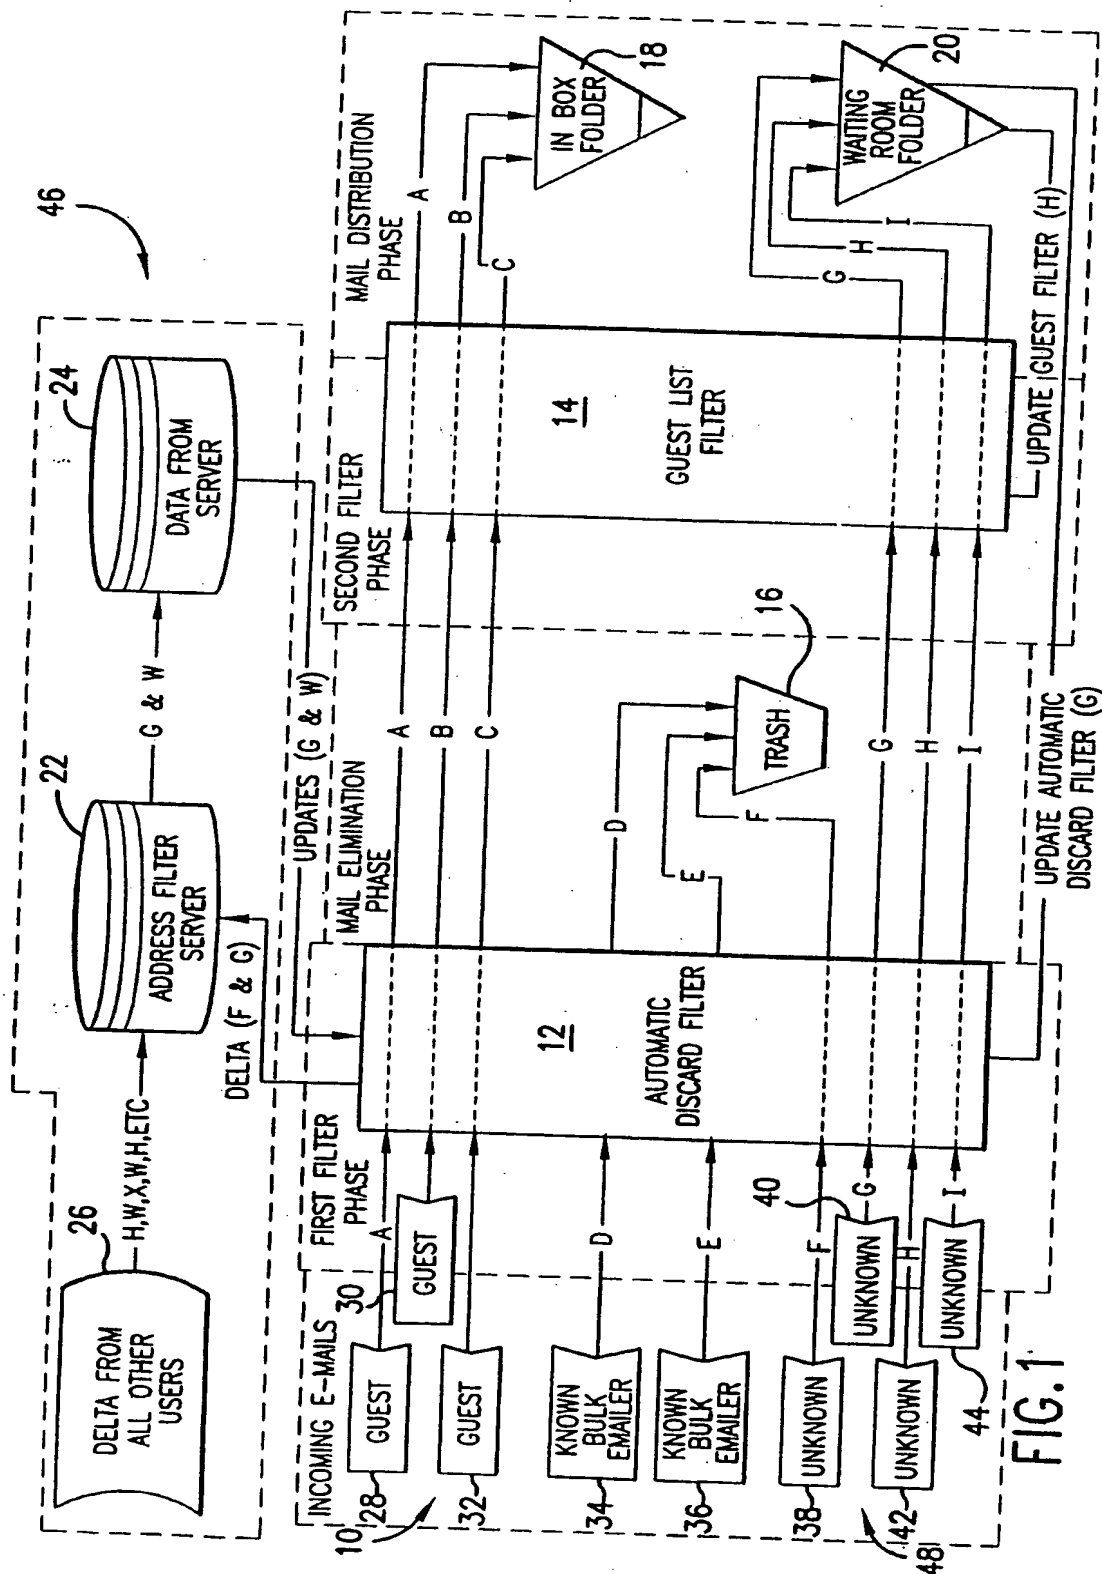 46
DELTA FROM
ALL OTHER
USERS
26
H,W,X,W,H,ETC
ADDRESS FILTER
SERVER
22
G & W
DATA FROM
SERVER
24
DELTA (F & G)
UPDATES (G & W)
INCOMING E-MAILS
FIRST FILTER
PHASE
MAIL ELIMINATION
PHASE
SECOND FILTER
PHASE
MAIL DISTRIBUTION
PHASE
10
28
GUEST
A
A
A
30
GUEST
B
B
32
GUEST
C
C
34
KNOWN
BULK
EMAILER
D
D
36
KNOWN
BULK
EMAILER
E
E
38
UNKNOWN
F
F
40
UNKNOWN
G
G
G
42
UNKNOWN
H
H
H
44
UNKNOWN
I
I
I
48
12
AUTOMATIC
DISCARD FILTER
TRASH
16
14
GUEST LIST
FILTER
IN BOX
FOLDER
18
WAITING
ROOM
FOLDER
20
UPDATE AUTOMATIC
DISCARD FILTER (G)
UPDATE GUEST FILTER (H)
FIG.1